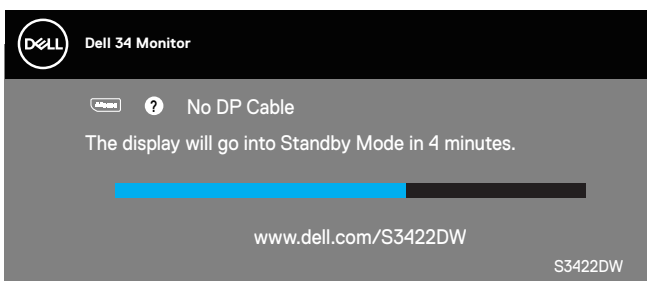 DELL
Dell 34 Monitor
? No DP Cable
The display will go into Standby Mode in 4 minutes.
www.dell.com/S3422DW
S3422DW